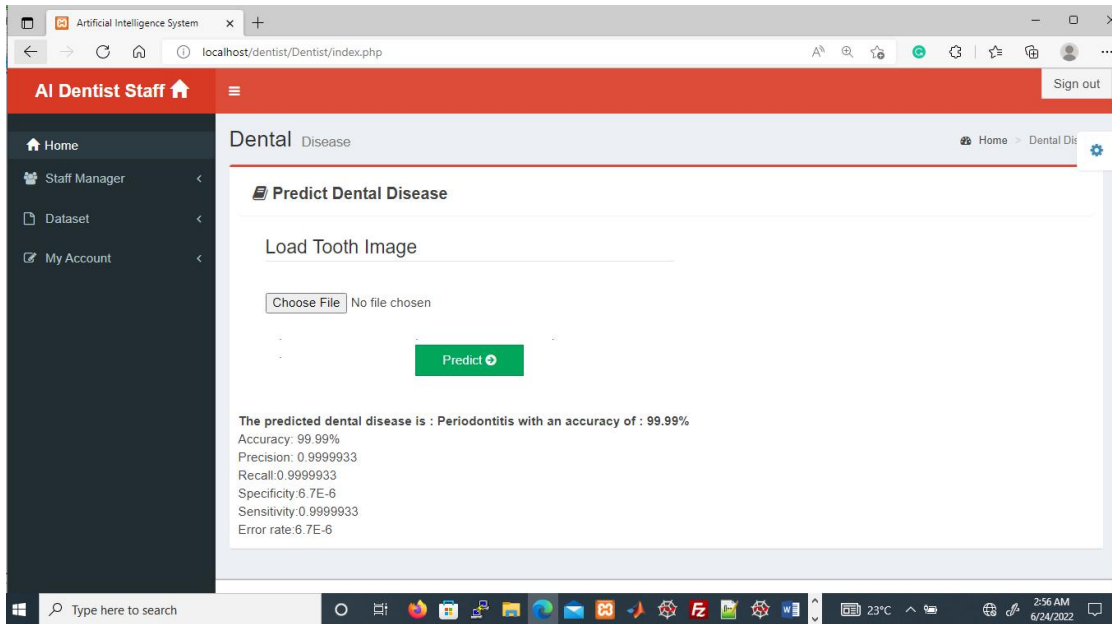 Artificial Intelligence System
localhost/dentist/Dentist/index.php
AI Dentist Staff
Sign out
Home
Staff Manager
Dataset
My Account
Dental Disease
Home > Dental Dis
Predict Dental Disease
Load Tooth Image
Choose File No file chosen
Predict
The predicted dental disease is : Periodontitis with an accuracy of : 99.99%
Accuracy: 99.99%
Precision: 0.9999933
Recall:0.9999933
Specificity:6.7E-6
Sensitivity:0.9999933
Error rate:6.7E-6
Type here to search
23°C
2:56 AM
6/24/2022